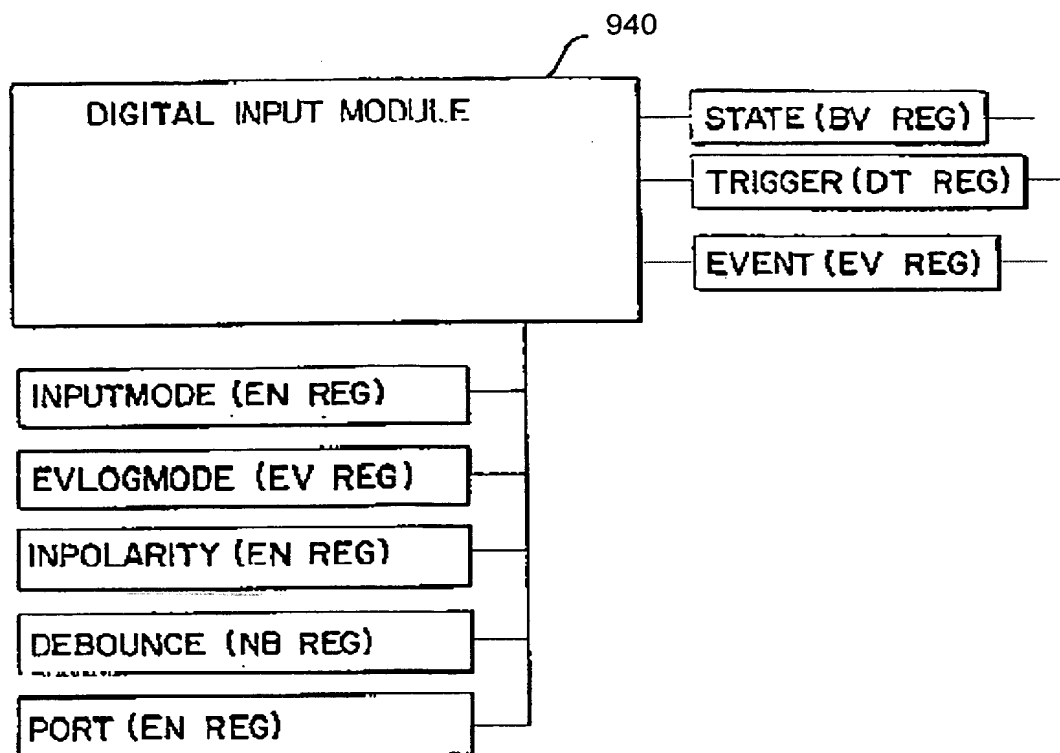 940
DIGITAL INPUT MODULE
STATE (BV REG)
TRIGGER (DT REG)
EVENT (EV REG)
INPUTMODE (EN REG)
EVLOGMODE (EV REG)
INPOLARITY (EN REG)
DEBOUNCE (NB REG)
PORT (EN REG)